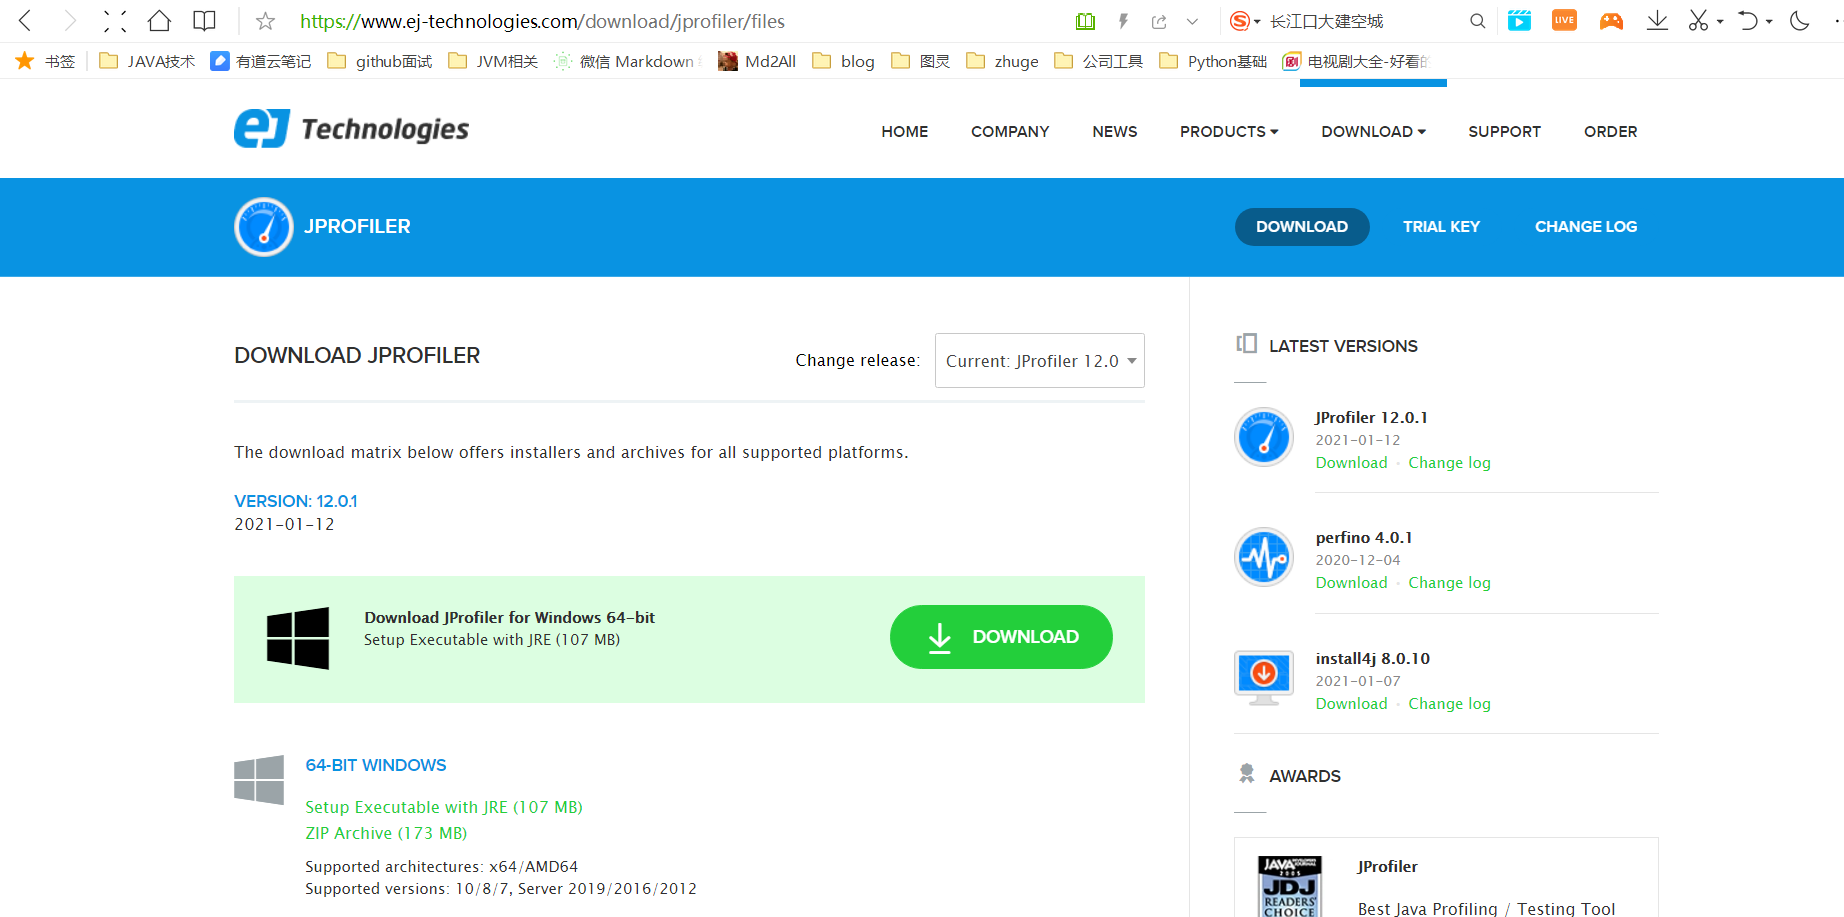 https://www.ej-technologies.com/download/jprofiler/files
长江口大建空城
LIVE
书签
JAVA技术
有道云笔记
github面试
JVM相关
微信 Markdown
Md2All
blog
图灵
zhuge
公司工具
Python基础
电视剧大全-好看的
ej Technologies
HOME
COMPANY
NEWS
PRODUCTS
DOWNLOAD
SUPPORT
ORDER
JPROFILER
DOWNLOAD
TRIAL KEY
CHANGE LOG
DOWNLOAD JPROFILER
Change release:
Current: JProfiler 12.0
The download matrix below offers installers and archives for all supported platforms.
VERSION: 12.0.1
2021-01-12
Download JProfiler for Windows 64-bit
Setup Executable with JRE (107 MB)
DOWNLOAD
64-BIT WINDOWS
Setup Executable with JRE (107 MB)
ZIP Archive (173 MB)
Supported architectures: x64/AMD64
Supported versions: 10/8/7, Server 2019/2016/2012
LATEST VERSIONS
JProfiler 12.0.1
2021-01-12
Download • Change log
perfino 4.0.1
2020-12-04
Download • Change log
install4j 8.0.10
2021-01-07
Download • Change log
AWARDS
JAVA DEVELOPERS JOURNAL
2005
JDJ
READERS'
CHOICE
JProfiler
Best Java Profiling / Testing Tool